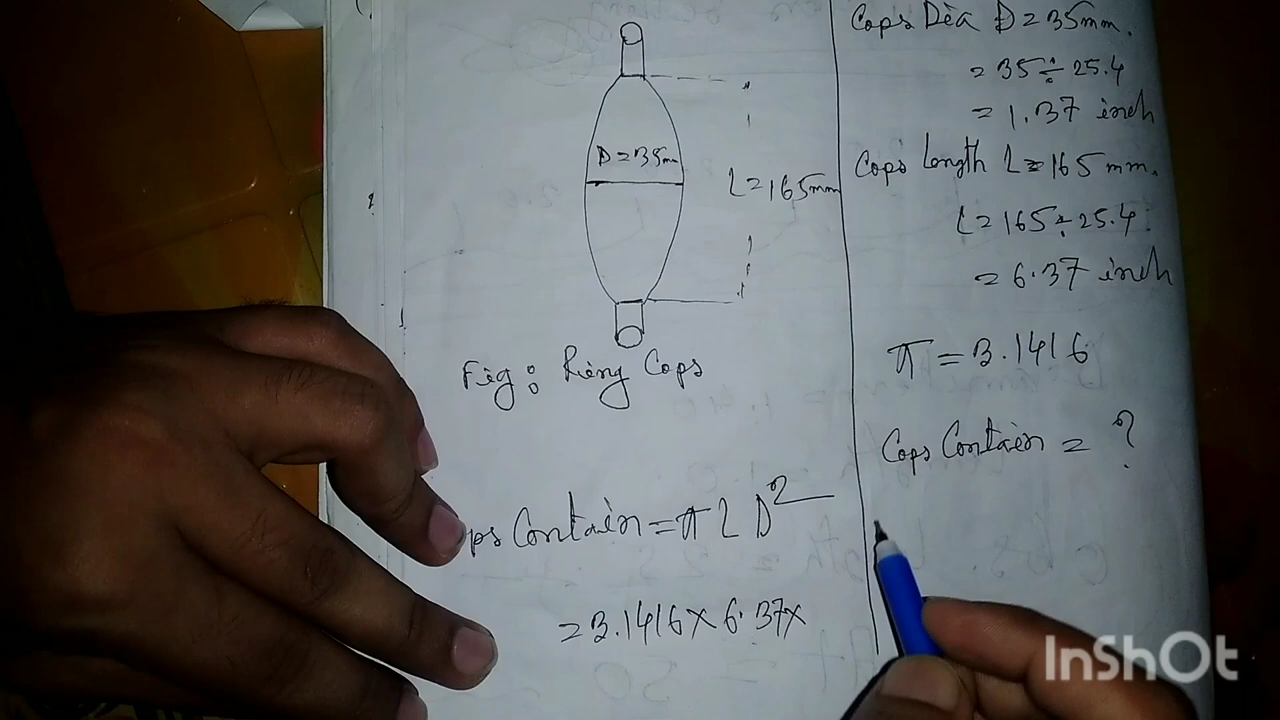 D=35mm
L=165mm
Fig: Ring Cops
ps Contain = π L D²
= 3.1416 × 6.37 ×
Cops Dia D = 35mm.
= 35 ÷ 25.4
= 1.37 inch
Cops Length L = 165 mm.
L = 165 ÷ 25.4
= 6.37 inch
π = 3.1416
Cops Contain = ?
InShOt